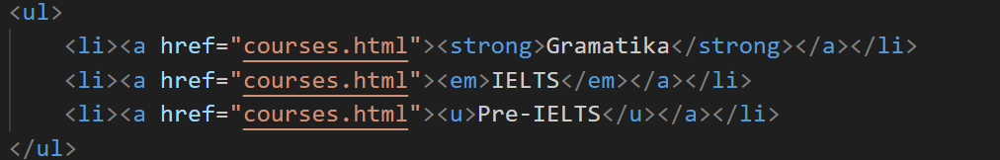 <ul>
<li><a href="courses.html"><strong>Gramatika</strong></a></li>
<li><a href="courses.html"><em>IELTS</em></a></li>
<li><a href="courses.html"><u>Pre-IELTS</u></a></li>
</ul>